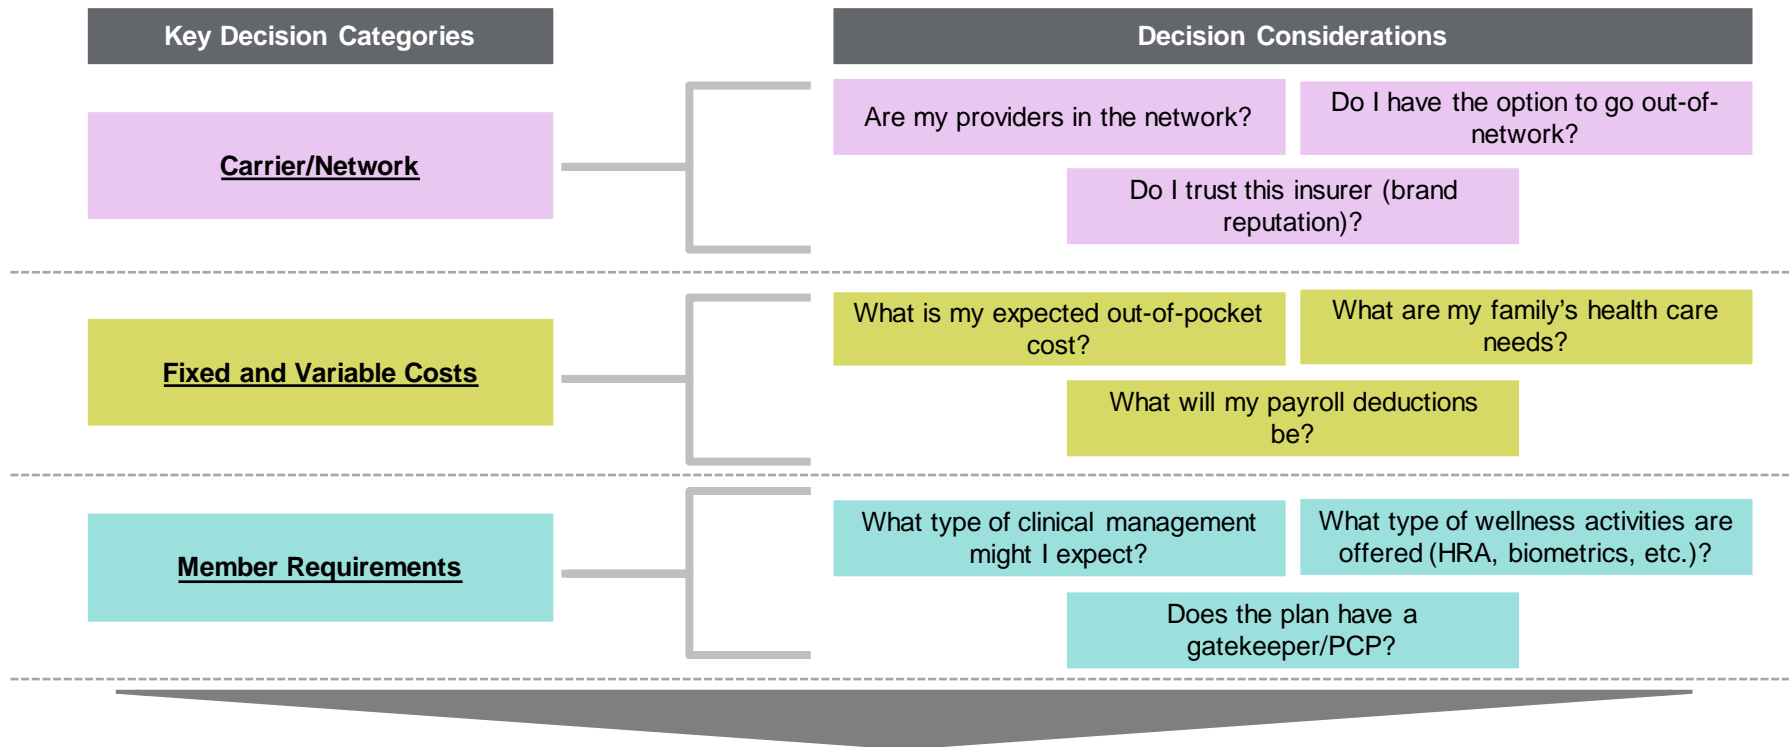 Key Decision Categories
Decision Considerations
Carrier/Network
Are my providers in the network?
Do I have the option to go out-of-
network?
Do I trust this insurer (brand
reputation)?
Fixed and Variable Costs
What is my expected out-of-pocket
cost?
What are my family’s health care
needs?
What will my payroll deductions
be?
Member Requirements
What type of clinical management
might I expect?
What type of wellness activities are
offered (HRA, biometrics, etc.)?
Does the plan have a
gatekeeper/PCP?